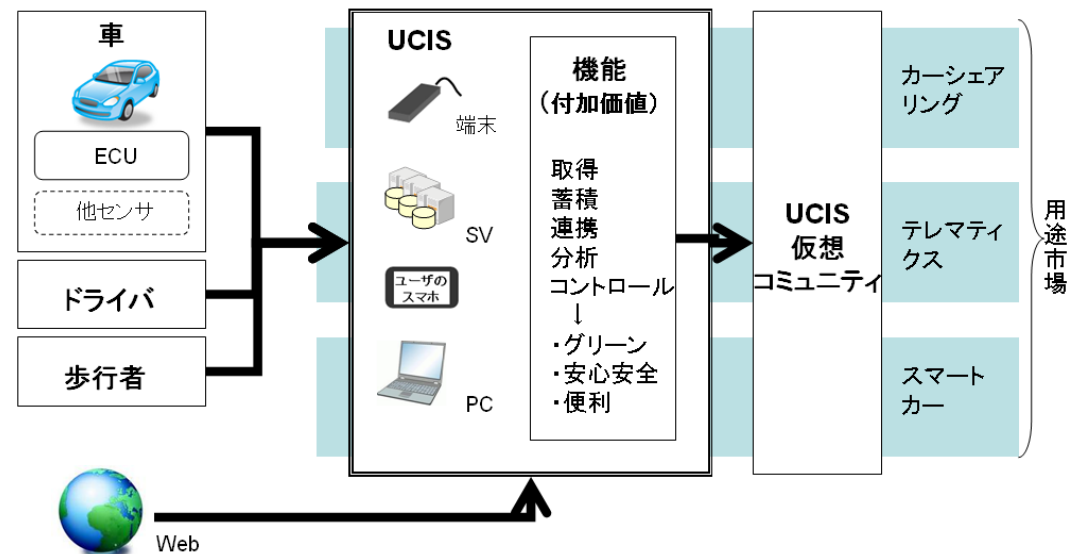 車
ECU
他センサ
ドライバ
歩行者
Web
UCIS
端末
SV
ユーザの
スマホ
PC
機能
(付加価値)
取得
蓄積
連携
分析
コントロール
↓
・グリーン
・安心安全
・便利
UCIS
仮想
コミュニティ
カーシェア
リング
テレマティ
クス
スマート
カー
用途市場